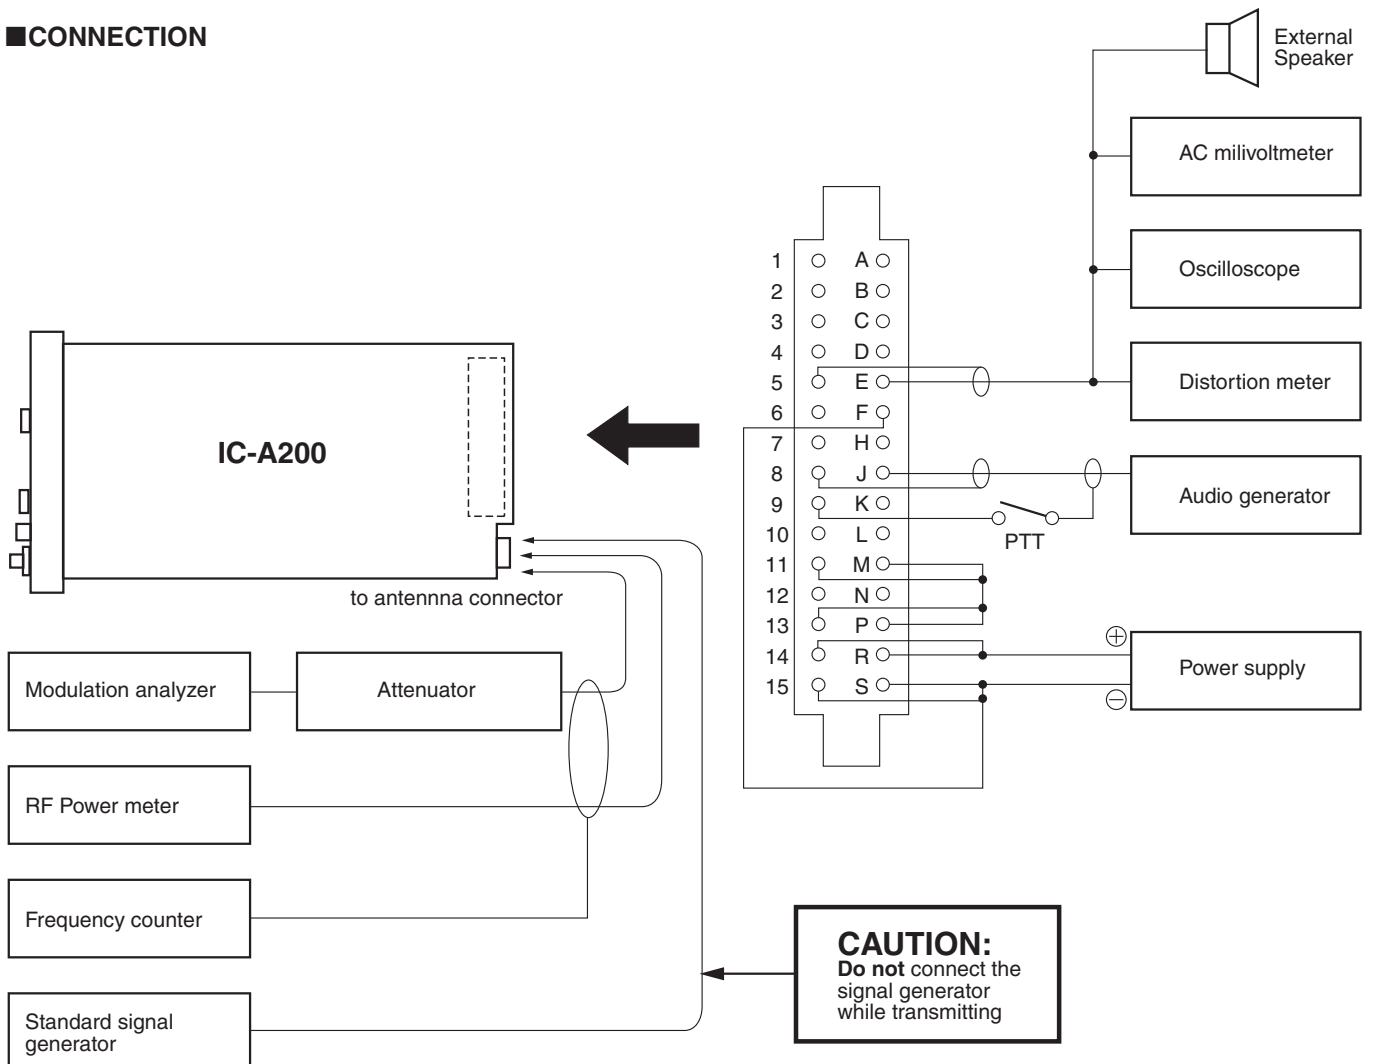 ■CONNECTION
External
Speaker
AC milivoltmeter
Oscilloscope
Distortion meter
Audio generator
PTT
Power supply
⊕
⊖
1 A
2 B
3 C
4 D
5 E
6 F
7 H
8 J
9 K
10 L
11 M
12 N
13 P
14 R
15 S
IC-A200
to antennna connector
Modulation analyzer
Attenuator
RF Power meter
Frequency counter
Standard signal
generator
CAUTION:
Do not connect the
signal generator
while transmitting